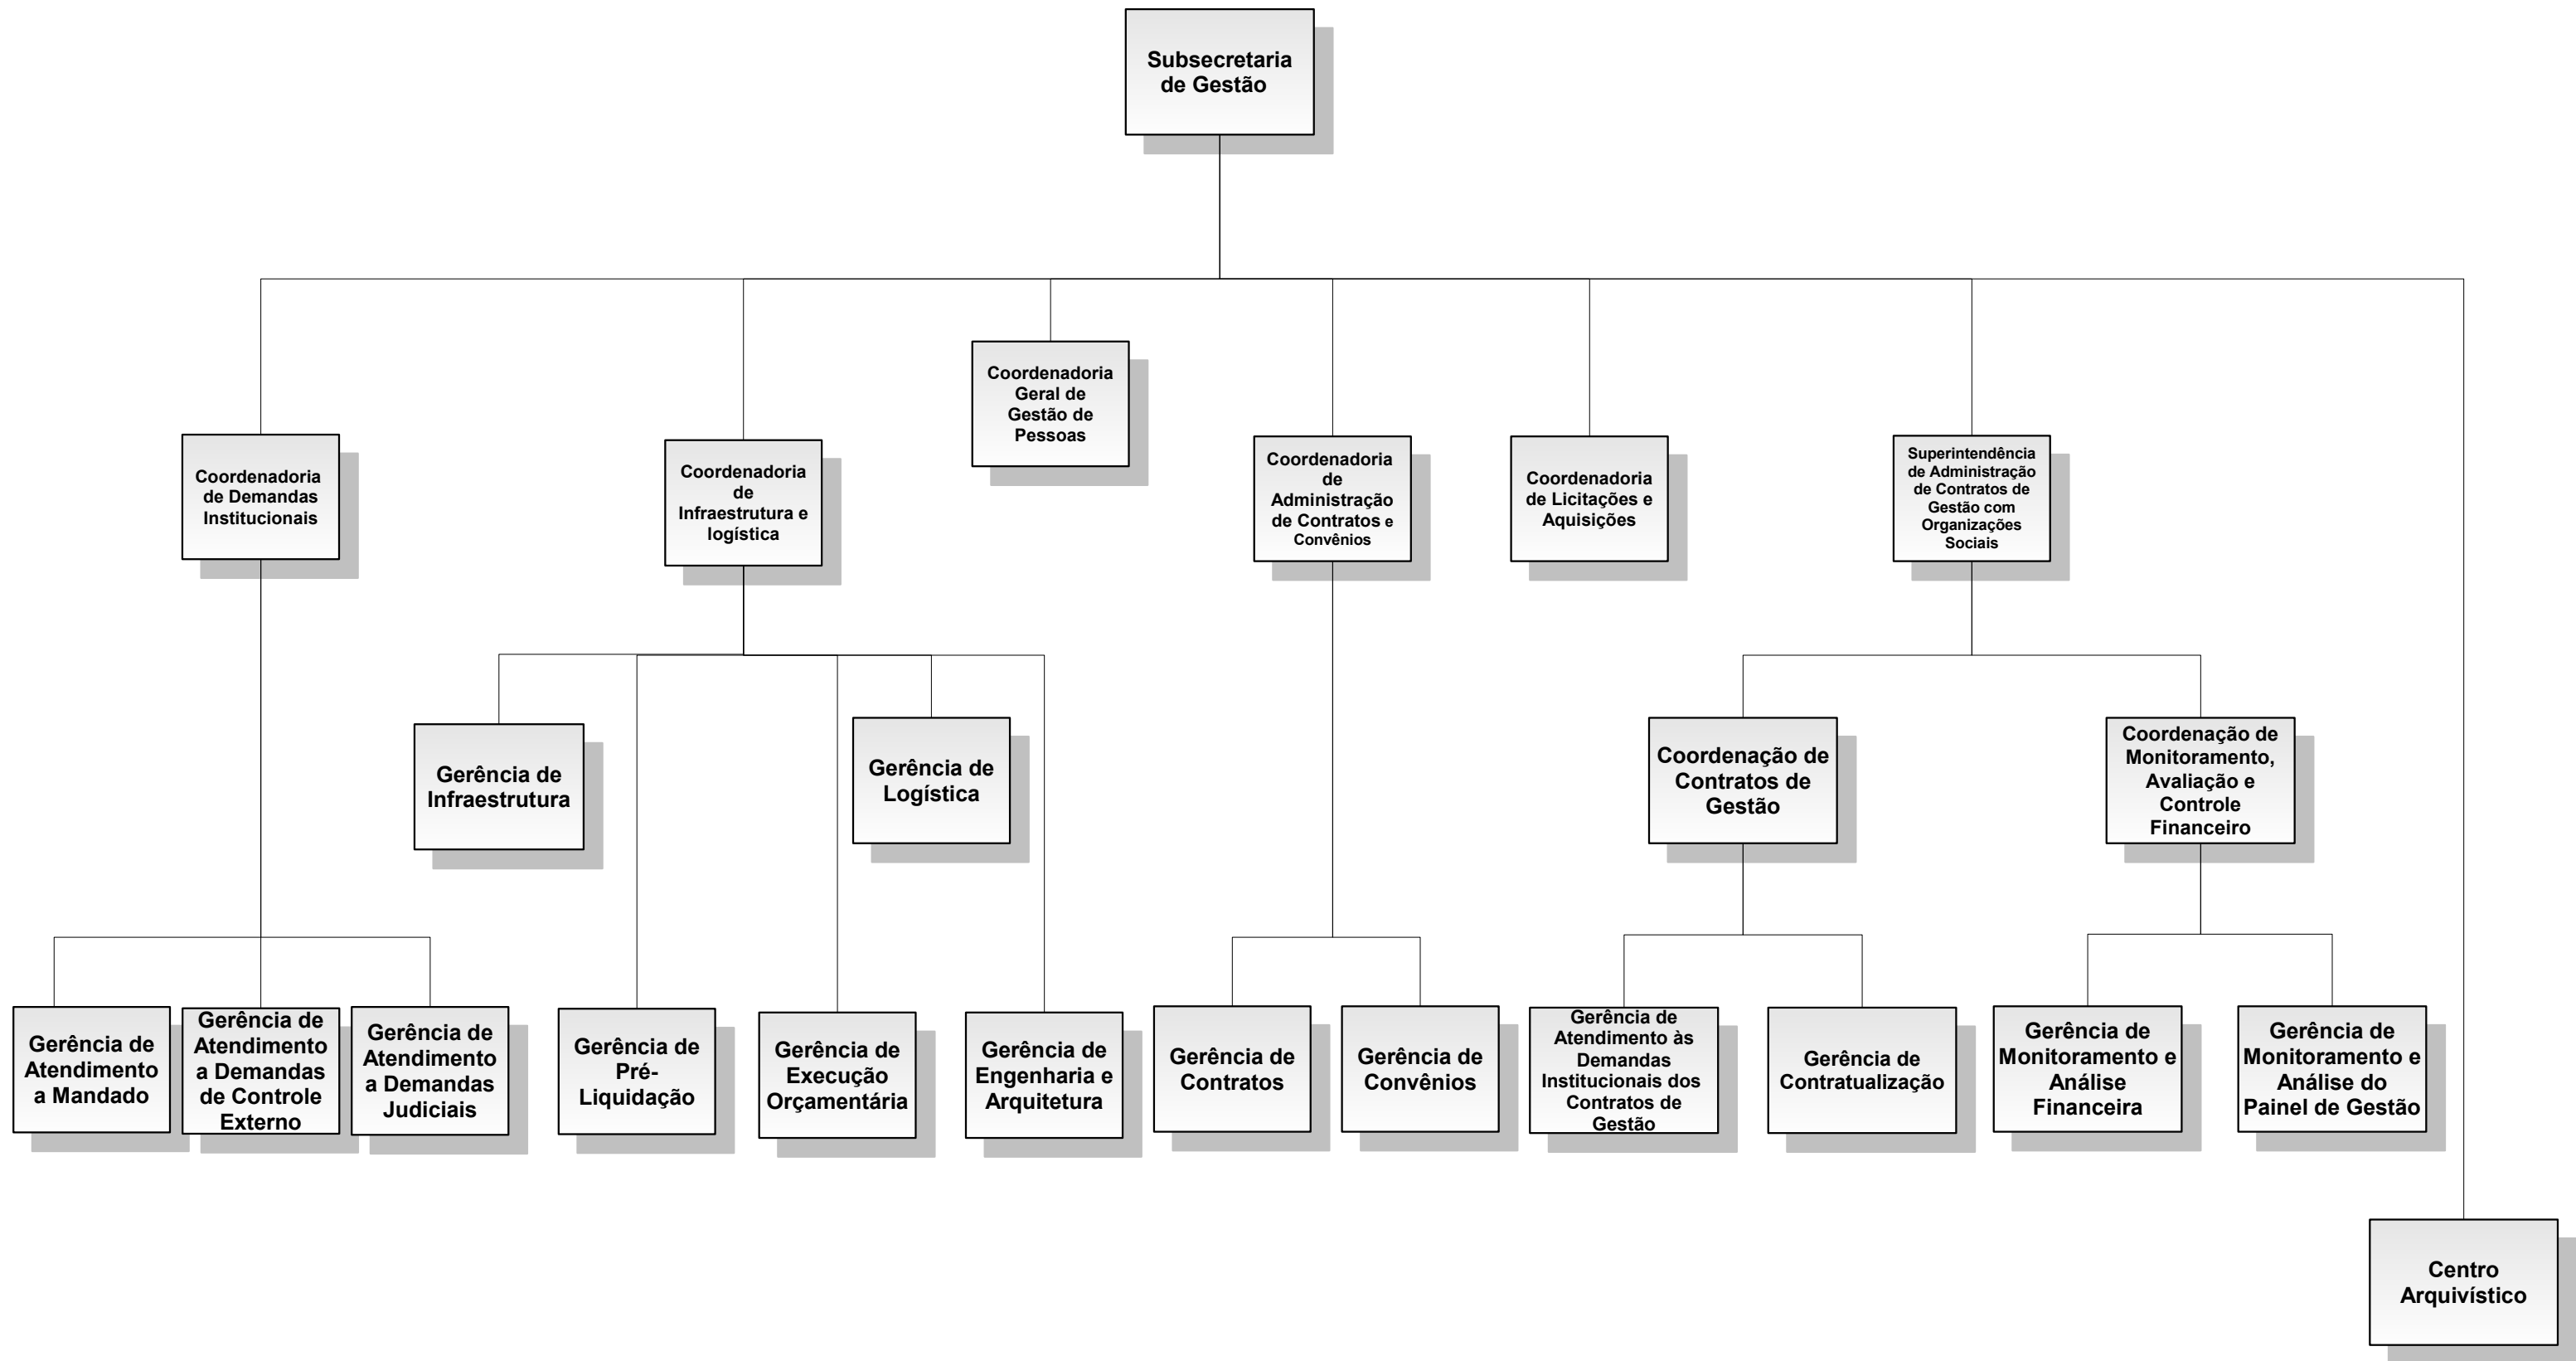 Subsecretaria
de Gestão
Coordenadoria
Geral de
Gestão de
Pessoas
Coordenadoria
de Demandas
Institucionais
Coordenadoria
de
Infraestrutura e
logística
Coordenadoria
de
Administração
de Contratos e
Convênios
Coordenadoria
de Licitações e
Aquisições
Superintendência
de Administração
de Contratos de
Gestão com
Organizações
Sociais
Gerência de
Infraestrutura
Gerência de
Logística
Coordenação de
Contratos de
Gestão
Coordenação de
Monitoramento,
Avaliação e
Controle
Financeiro
Gerência de
Atendimento
a Mandado
Gerência de
Atendimento
a Demandas
de Controle
Externo
Gerência de
Atendimento
a Demandas
Judiciais
Gerência de
Pré-
Liquidação
Gerência de
Execução
Orçamentária
Gerência de
Engenharia e
Arquitetura
Gerência de
Contratos
Gerência de
Convênios
Gerência de
Atendimento às
Demandas
Institucionais dos
Contratos de
Gestão
Gerência de
Contratualização
Gerência de
Monitoramento e
Análise
Financeira
Gerência de
Monitoramento e
Análise do
Painel de Gestão
Centro
Arquivístico